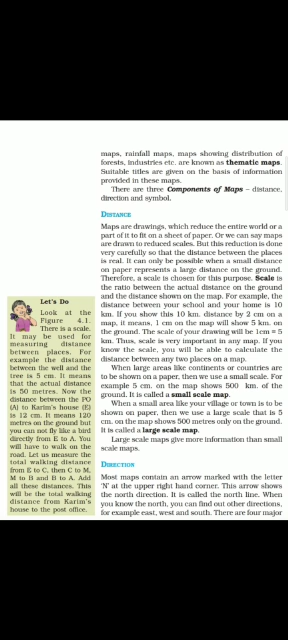 maps, rainfall maps, maps showing distribution of
forests, industries etc. are known as thematic maps.
Suitable titles are given on the basis of information
provided in these maps.
There are three Components of Maps – distance,
direction and symbol.
DISTANCE
Maps are drawings, which reduce the entire world or a
part of it to fit on a sheet of paper. Or we can say maps
are drawn to reduced scales. But this reduction is done
very carefully so that the distance between the places
is real. It can only be possible when a small distance
on paper represents a large distance on the ground.
Therefore, a scale is chosen for this purpose. Scale is
the ratio between the actual distance on the ground
and the distance shown on the map. For example, the
distance between your school and your home is 10
km. If you show this 10 km. distance by 2 cm on a
map, it means, 1 cm on the map will show 5 km. on
the ground. The scale of your drawing will be 1cm = 5
km. Thus, scale is very important in any map. If you
know the scale, you will be able to calculate the
distance between any two places on a map.
When large areas like continents or countries are
to be shown on a paper, then we use a small scale. For
example 5 cm. on the map shows 500 km. of the
ground. It is called a small scale map.
When a small area like your village or town is to be
shown on paper, then we use a large scale that is 5
cm. on the map shows 500 metres only on the ground.
It is called a large scale map.
Large scale maps give more information than small
scale maps.
DIRECTION
Most maps contain an arrow marked with the letter
'N' at the upper right hand corner. This arrow shows
the north direction. It is called the north line. When
you know the north, you can find out other directions,
for example east, west and south. There are four major
Let's Do
Look at the
Figure 4.1.
There is a scale.
It may be used for
measuring distance
between places. For
example the distance
between the well and the
tree is 5 cm. It means
that the actual distance
is 50 metres. Now the
distance between the PO
(A) to Karim's house (E)
is 12 cm. It means 120
metres on the ground but
you can not fly like a bird
directly from E to A. You
will have to walk on the
road. Let us measure the
total walking distance
from E to C, then C to M,
M to B and B to A. Add
all these distances. This
will be the total walking
distance from Karim's
house to the post office.